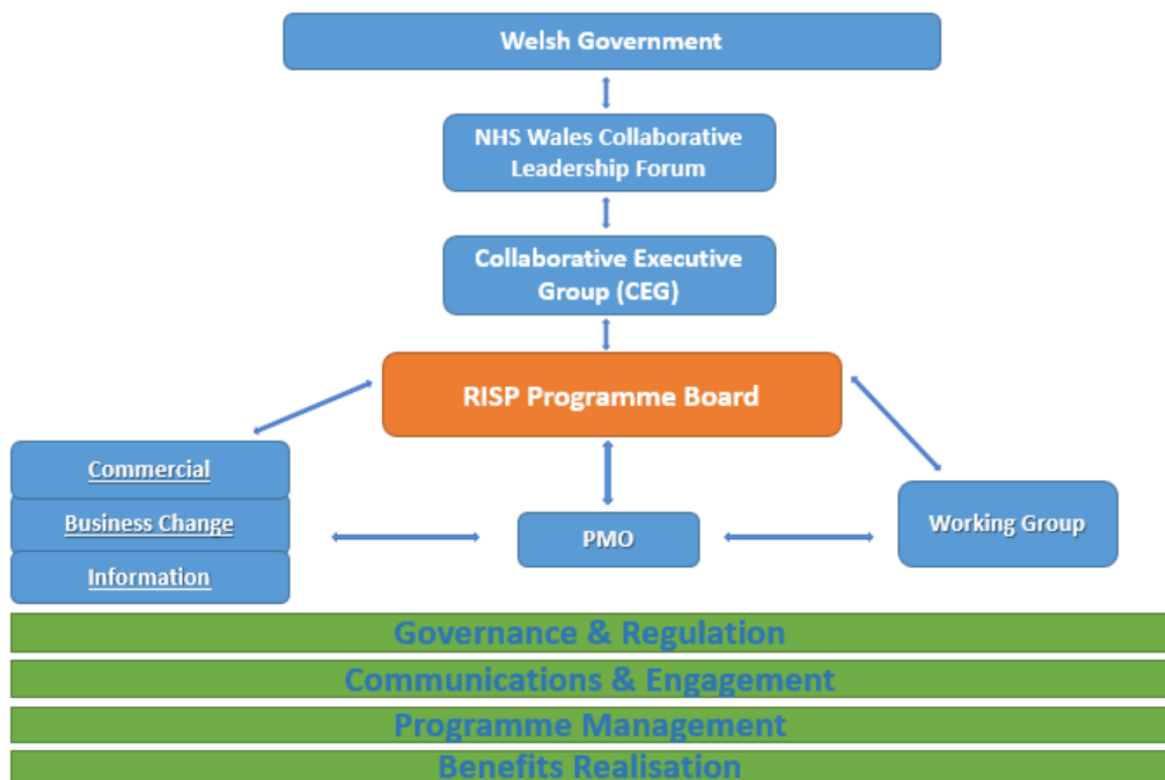 Welsh Government
NHS Wales Collaborative
Leadership Forum
Collaborative Executive
Group (CEG)
RISP Programme Board
Commercial
Business Change
Information
PMO
Working Group
Governance & Regulation
Communications & Engagement
Programme Management
Benefits Realisation